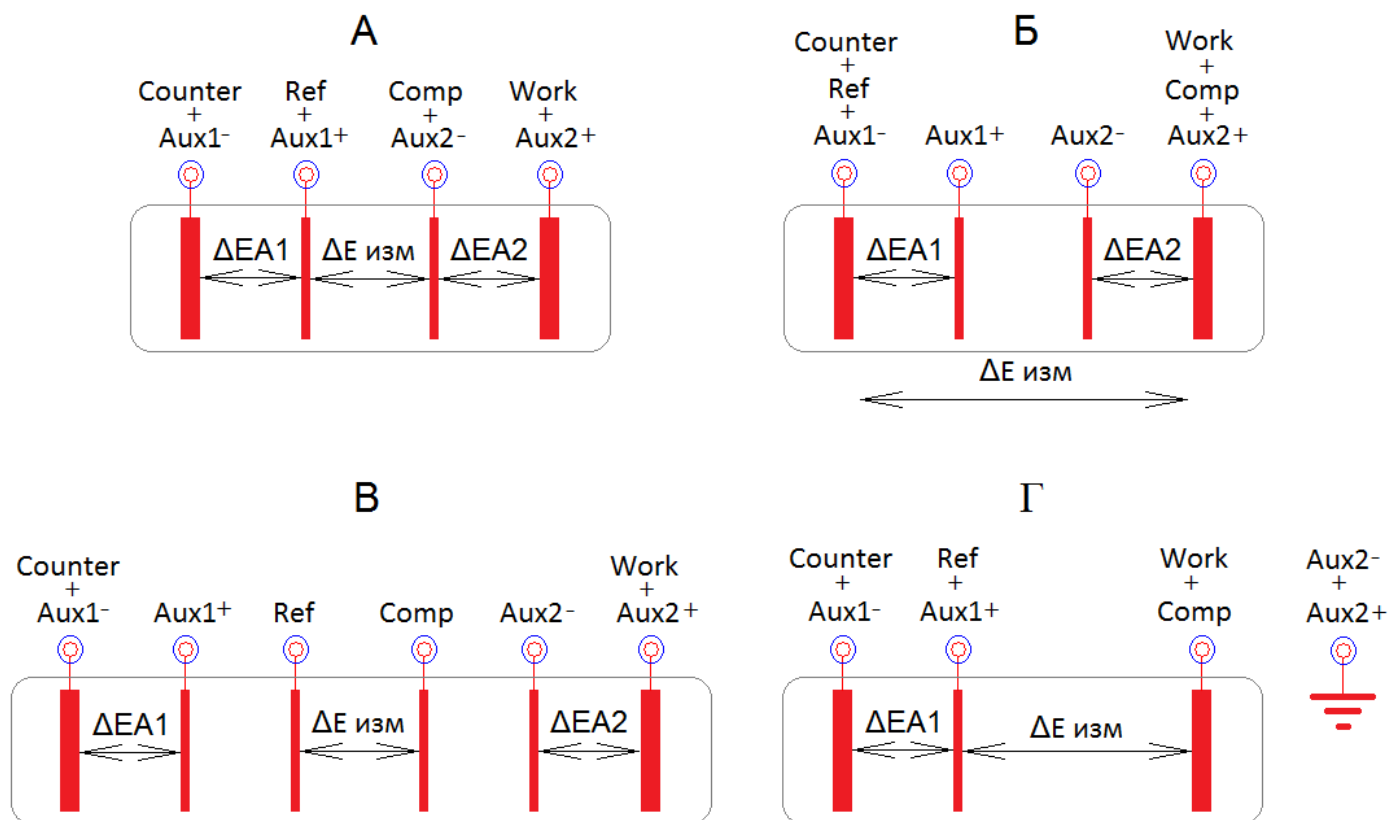 А
Counter
+
Aux1-
Ref
+
Aux1+
Comp
+
Aux2-
Work
+
Aux2+
ΔEA1
ΔE изм
ΔEA2
Б
Counter
+
Ref
+
Aux1-
Aux1+
Aux2-
Work
+
Comp
+
Aux2+
ΔEA1
ΔEA2
ΔE изм
В
Counter
+
Aux1-
Aux1+
Ref
Comp
Aux2-
Work
+
Aux2+
ΔEA1
ΔE изм
ΔEA2
Г
Counter
+
Aux1-
Ref
+
Aux1+
Work
+
Comp
Aux2-
+
Aux2+
ΔEA1
ΔE изм